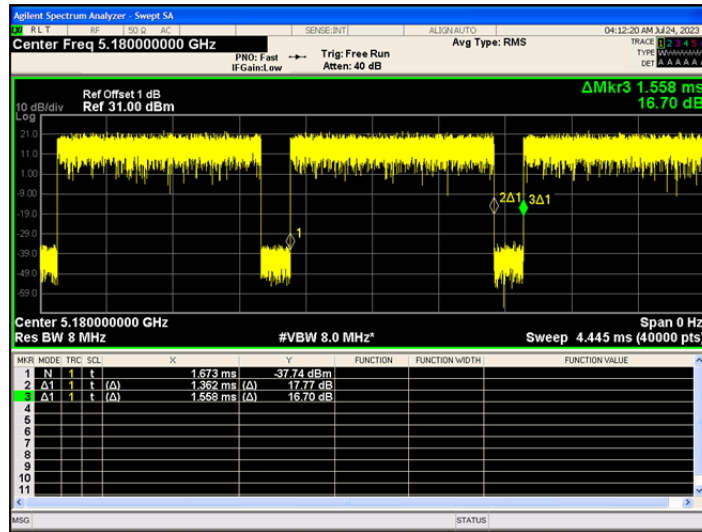 Agilent Spectrum Analyzer - Swept SA
LXI R L T RF 50 Ω AC SENSE:INT ALIGN AUTO 04:12:20 AM Jul 24, 2023
Center Freq 5.180000000 GHz Avg Type: RMS TRACE 1 2 3 4 5
PNO: Fast Trig: Free Run TYPE
IFGain:Low Atten: 40 dB DET A A A A A
Ref Offset 1 dB ΔMkr3 1.558 ms
10 dB/div Ref 31.00 dBm 16.70 dB
Log
21.0
11.0
1.00
-9.00
-19.0
-29.0
-39.0
-49.0
-59.0
1
2Δ1
3Δ1
Center 5.180000000 GHz Span 0 Hz
Res BW 8 MHz #VBW 8.0 MHz* Sweep 4.445 ms (40000 pts)
MKR MODE TRC SCL X Y FUNCTION FUNCTION WIDTH FUNCTION VALUE
1 N 1 t 1.673 ms -37.74 dBm
2 Δ1 1 t (Δ) 1.362 ms (Δ) 17.77 dB
3 Δ1 1 t (Δ) 1.558 ms (Δ) 16.70 dB
4
5
6
7
8
9
10
11
MSG STATUS